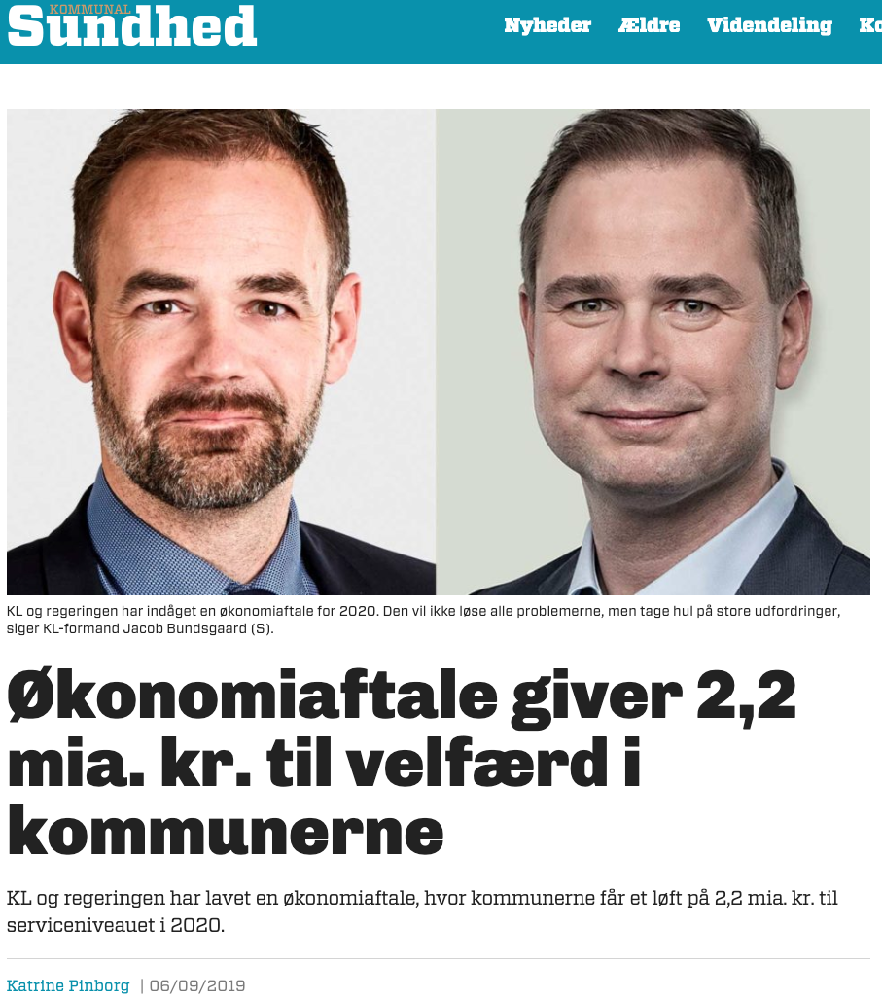 KOMMUNAL
Sundhed
Nyheder Ældre Videndeling
KL og regeringen har indåget en økonomiaftale for 2020. Den vil ikke løse alle problemerne, men tage hul på store udfordringer,
siger KL-formand Jacob Bundsgaard (S).
Økonomiaftale giver 2,2
mia. kr. til velfærd i
kommunerne
KL og regeringen har lavet en økonomiaftale, hvor kommunerne får et løft på 2,2 mia. kr. til
serviceniveauet i 2020.
Katrine Pinborg | 06/09/2019